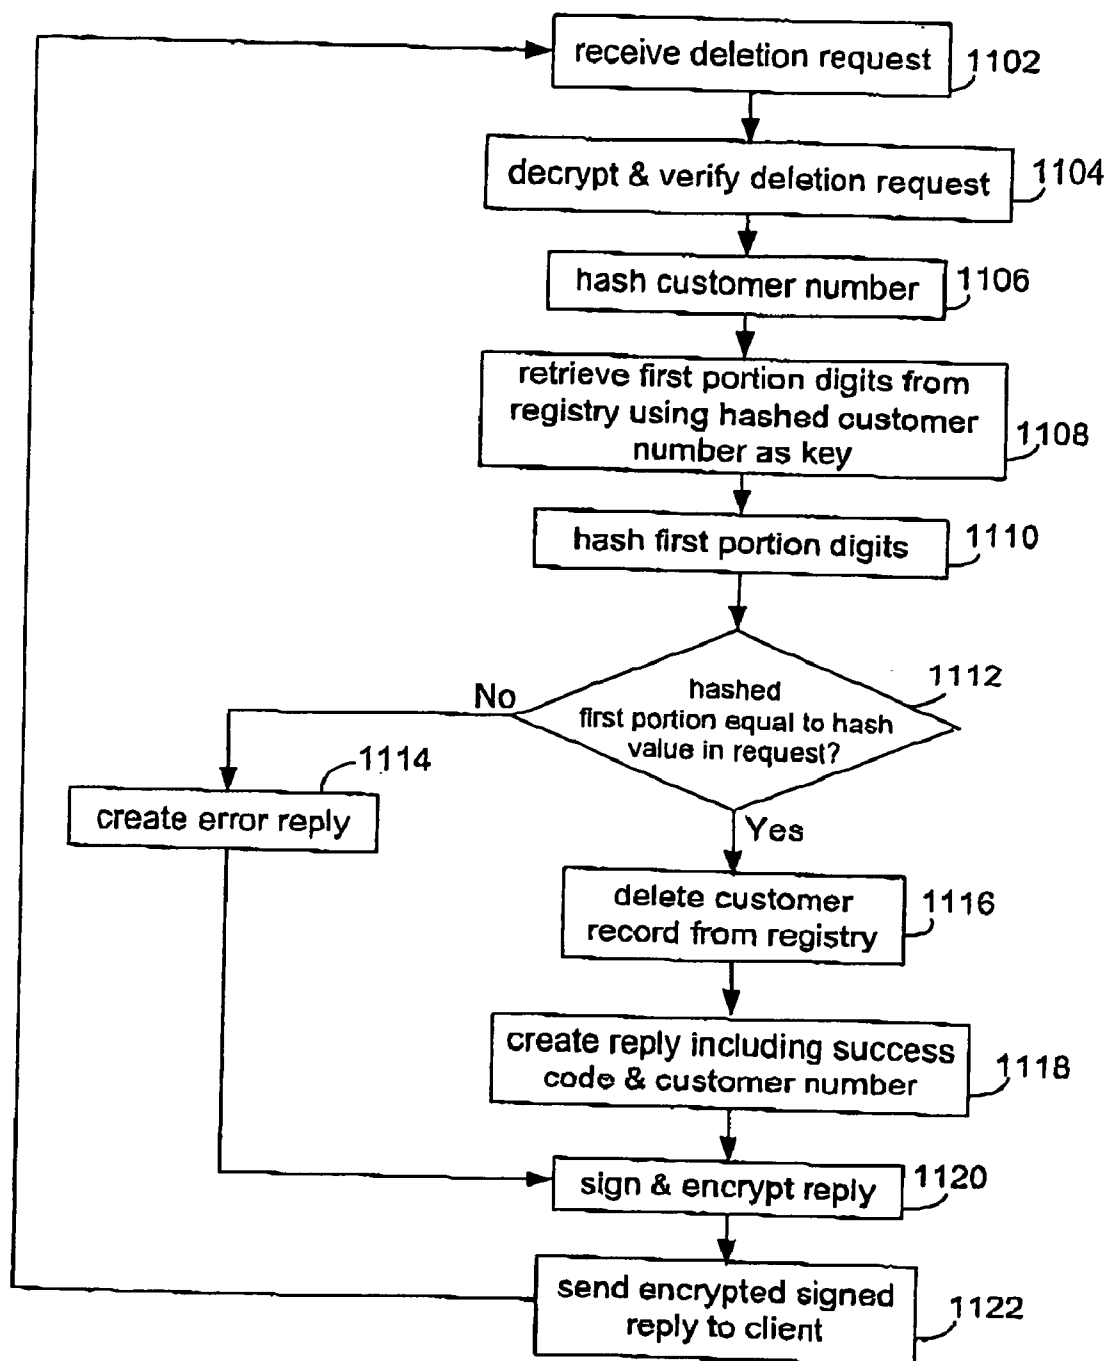 receive deletion request
1102
decrypt & verify deletion request
1104
hash customer number
1106
retrieve first portion digits from
registry using hashed customer
number as key
1108
hash first portion digits
1110
hashed
first portion equal to hash
value in request?
1112
No
Yes
create error reply
1114
delete customer
record from registry
1116
create reply including success
code & customer number
1118
sign & encrypt reply
1120
send encrypted signed
reply to client
1122